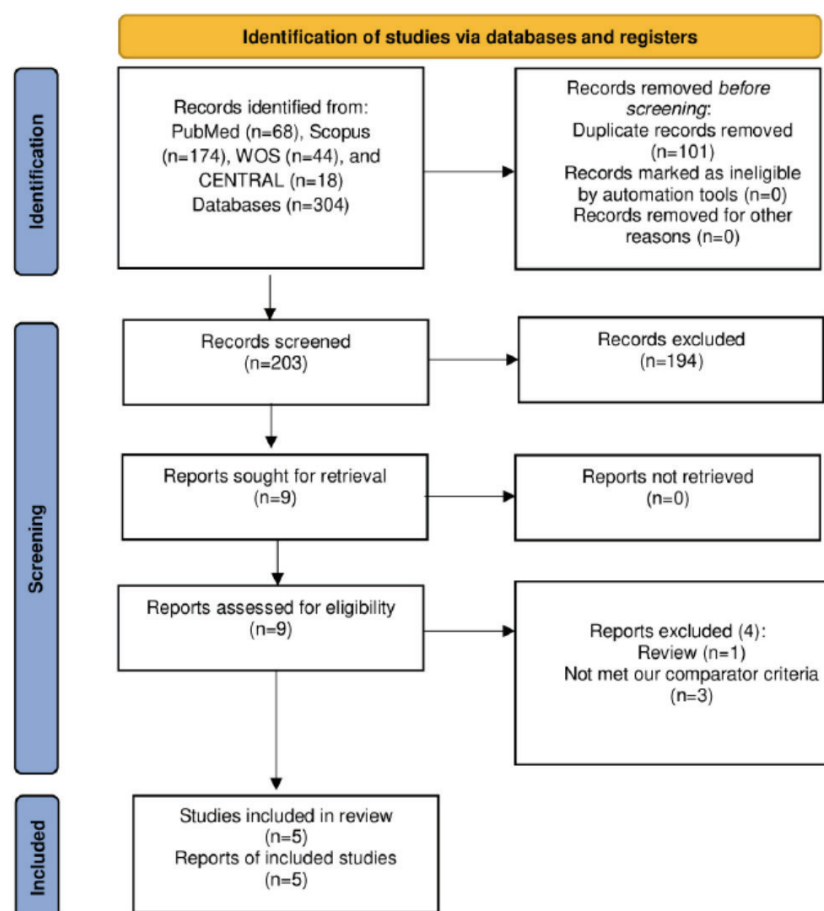 Identification of studies via databases and registers
Identification
Records identified from:
PubMed (n=68), Scopus
(n=174), WOS (n=44), and
CENTRAL (n=18)
Databases (n=304)
Records removed before
screening:
Duplicate records removed
(n=101)
Records marked as ineligible
by automation tools (n=0)
Records removed for other
reasons (n=0)
Screening
Records screened
(n=203)
Records excluded
(n=194)
Reports sought for retrieval
(n=9)
Reports not retrieved
(n=0)
Reports assessed for eligibility
(n=9)
Reports excluded (4):
Review (n=1)
Not met our comparator criteria
(n=3)
Included
Studies included in review
(n=5)
Reports of included studies
(n=5)